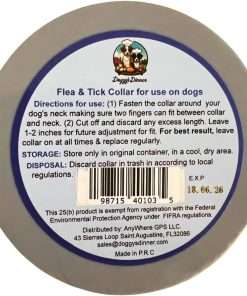 Doggy'sDinner
Flea & Tick Collar for use on dogs
Directions for use: (1) Fasten the collar around your
dog's neck making sure two fingers can fit between collar
and neck. (2) Cut off and discard any excess length. Leave
1-2 inches for future adjustment for fit. For best result, leave
collar on at all times & replace regularly.
STORAGE: Store only in original container, in a cool, dry area.
DISPOSAL: Discard collar in trash in according to local
regulations.
EXP
18.06.26
98715 40103 5
This 25(b) product is exempt from registration with the Federal
Environmental Protection Agency under FIFRA regulations.
Distributed by: AnyWhere GPS LLC.
43 Sierras Loop Saint.Augustine, FL32086
sales@doggyadinner.com
Made in P.R C